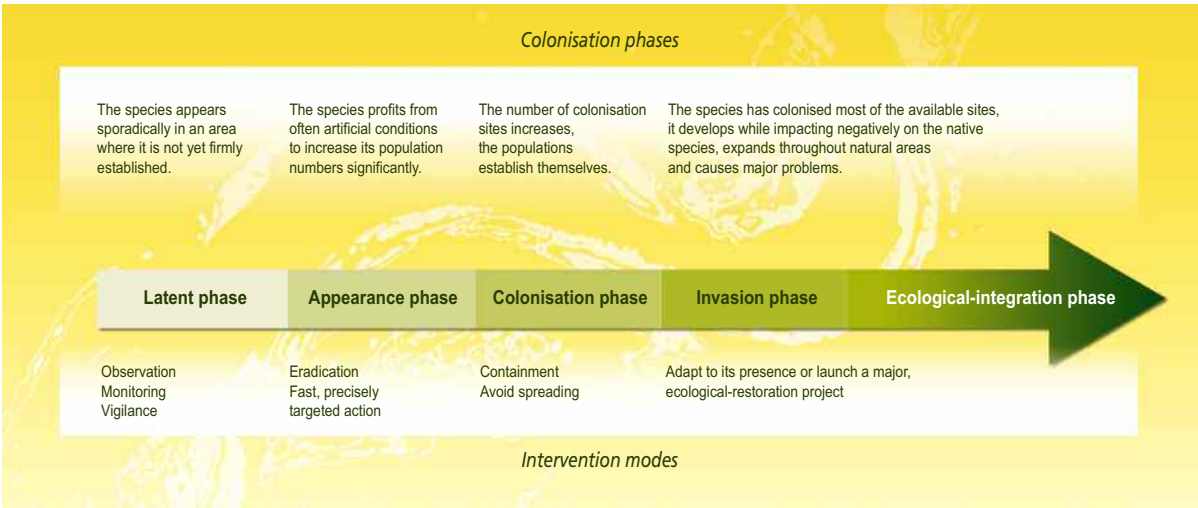 Colonisation phases
The species appears
sporadically in an area
where it is not yet firmly
established.
The species profits from
often artificial conditions
to increase its population
numbers significantly.
The number of colonisation
sites increases,
the populations
establish themselves.
The species has colonised most of the available sites,
it develops while impacting negatively on the native
species, expands throughout natural areas
and causes major problems.
Latent phase
Appearance phase
Colonisation phase
Invasion phase
Ecological-integration phase
Observation
Monitoring
Vigilance
Eradication
Fast, precisely
targeted action
Containment
Avoid spreading
Adapt to its presence or launch a major,
ecological-restoration project
Intervention modes